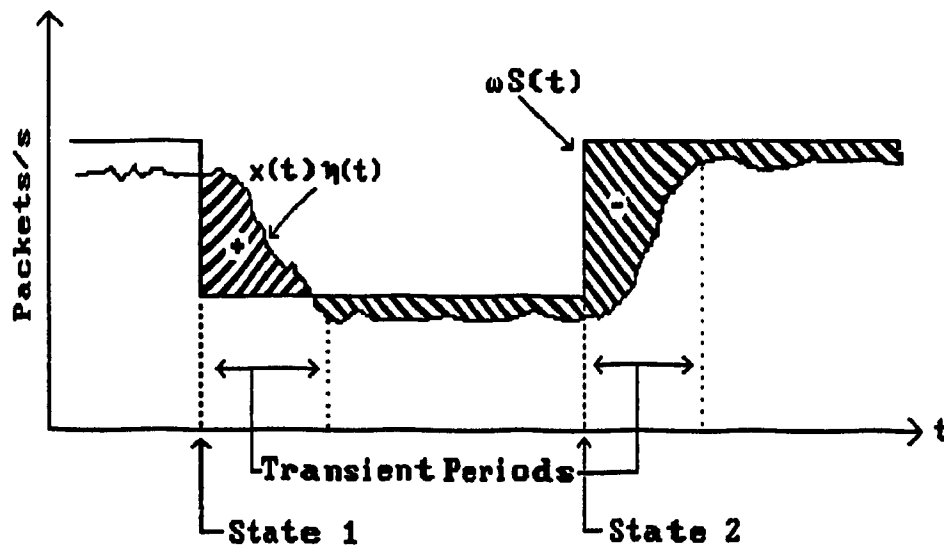 ωS(t)
Packets/s
x(t)η(t)
+
-
t
Transient Periods
State 1
State 2